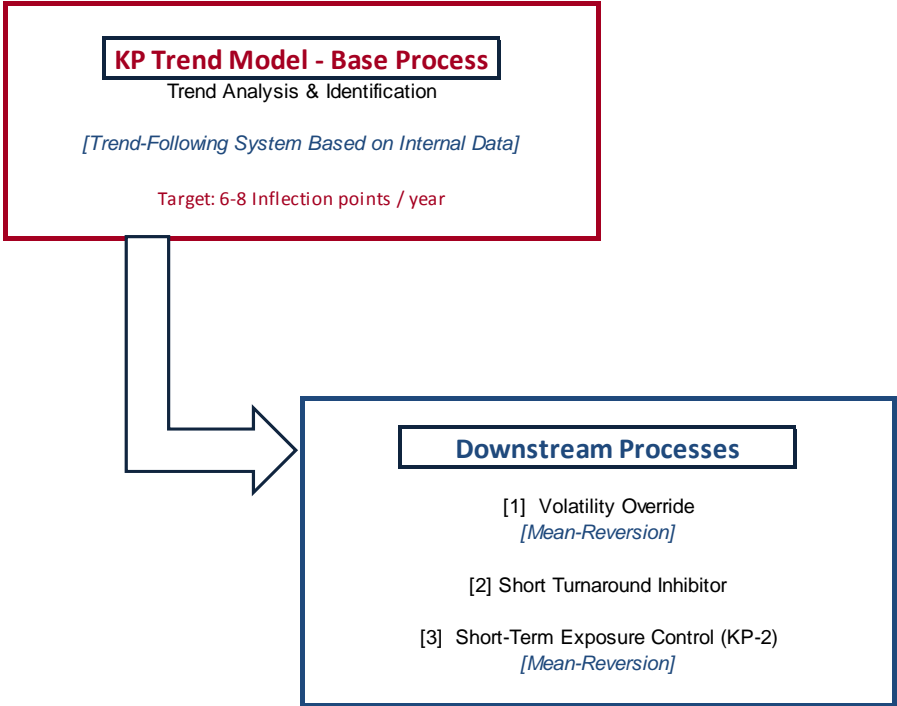 KP Trend Model - Base Process
Trend Analysis & Identification
[Trend-Following System Based on Internal Data]
Target: 6-8 Inflection points / year
Downstream Processes
[1] Volatility Override
[Mean-Reversion]
[2] Short Turnaround Inhibitor
[3] Short-Term Exposure Control (KP-2)
[Mean-Reversion]